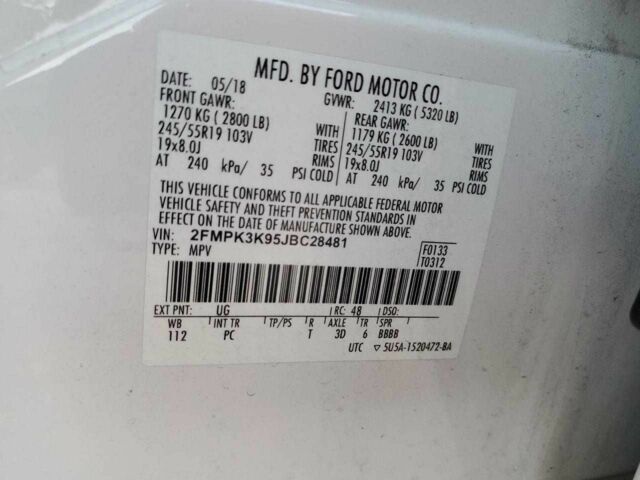 MFD. BY FORD MOTOR CO.
DATE: 05/18 GVWR: 2413 KG (5320 LB)
FRONT GAWR: REAR GAWR:
1270 KG (2800 LB) WITH 1179 KG (2600 LB) WITH
245/55R19 103V TIRES 245/55R19 103V TIRES
19x8.0J RIMS 19x8.0J RIMS
AT 240 kPa/ 35 PSI COLD AT 240 kPa/ 35 PSI COLD
THIS VEHICLE CONFORMS TO ALL APPLICABLE FEDERAL MOTOR
VEHICLE SAFETY AND THEFT PREVENTION STANDARDS IN
EFFECT ON THE DATE OF MANUFACTURE SHOWN ABOVE.
VIN: 2FMPK3K95JBC28481 F0133
TYPE: MPV T0312
EXT PNT: UG RC: 48 DSO:
WB INT TR TP/PS R AXLE TR SPR
112 PC T 3D 6 BBBB
UTC ▽ 5U5A-1520472-BA